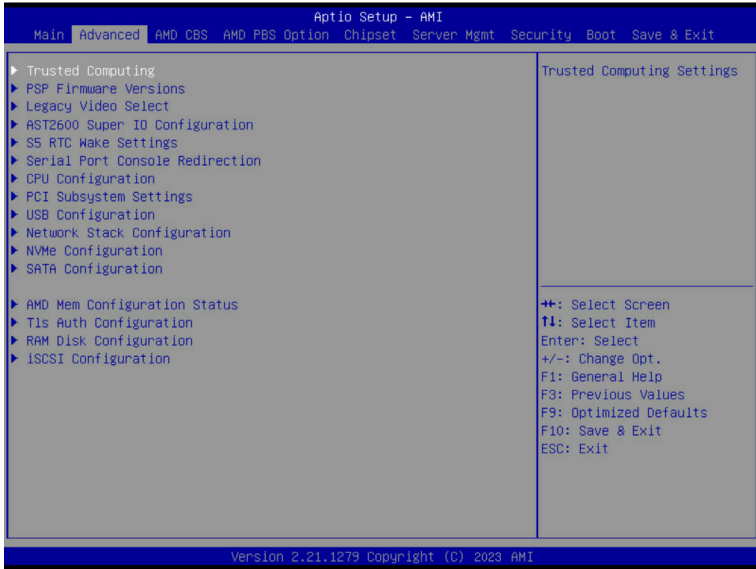 Aptio Setup – AMI
Main Advanced AMD CBS AMD PBS Option Chipset Server Mgmt Security Boot Save & Exit
Trusted Computing
PSP Firmware Versions
Legacy Video Select
AST2600 Super IO Configuration
S5 RTC Wake Settings
Serial Port Console Redirection
CPU Configuration
PCI Subsystem Settings
USB Configuration
Network Stack Configuration
NVMe Configuration
SATA Configuration
AMD Mem Configuration Status
Tls Auth Configuration
RAM Disk Configuration
iSCSI Configuration
Trusted Computing Settings
→←: Select Screen
↑↓: Select Item
Enter: Select
+/-: Change Opt.
F1: General Help
F3: Previous Values
F9: Optimized Defaults
F10: Save & Exit
ESC: Exit
Version 2.21.1279 Copyright (C) 2023 AMI